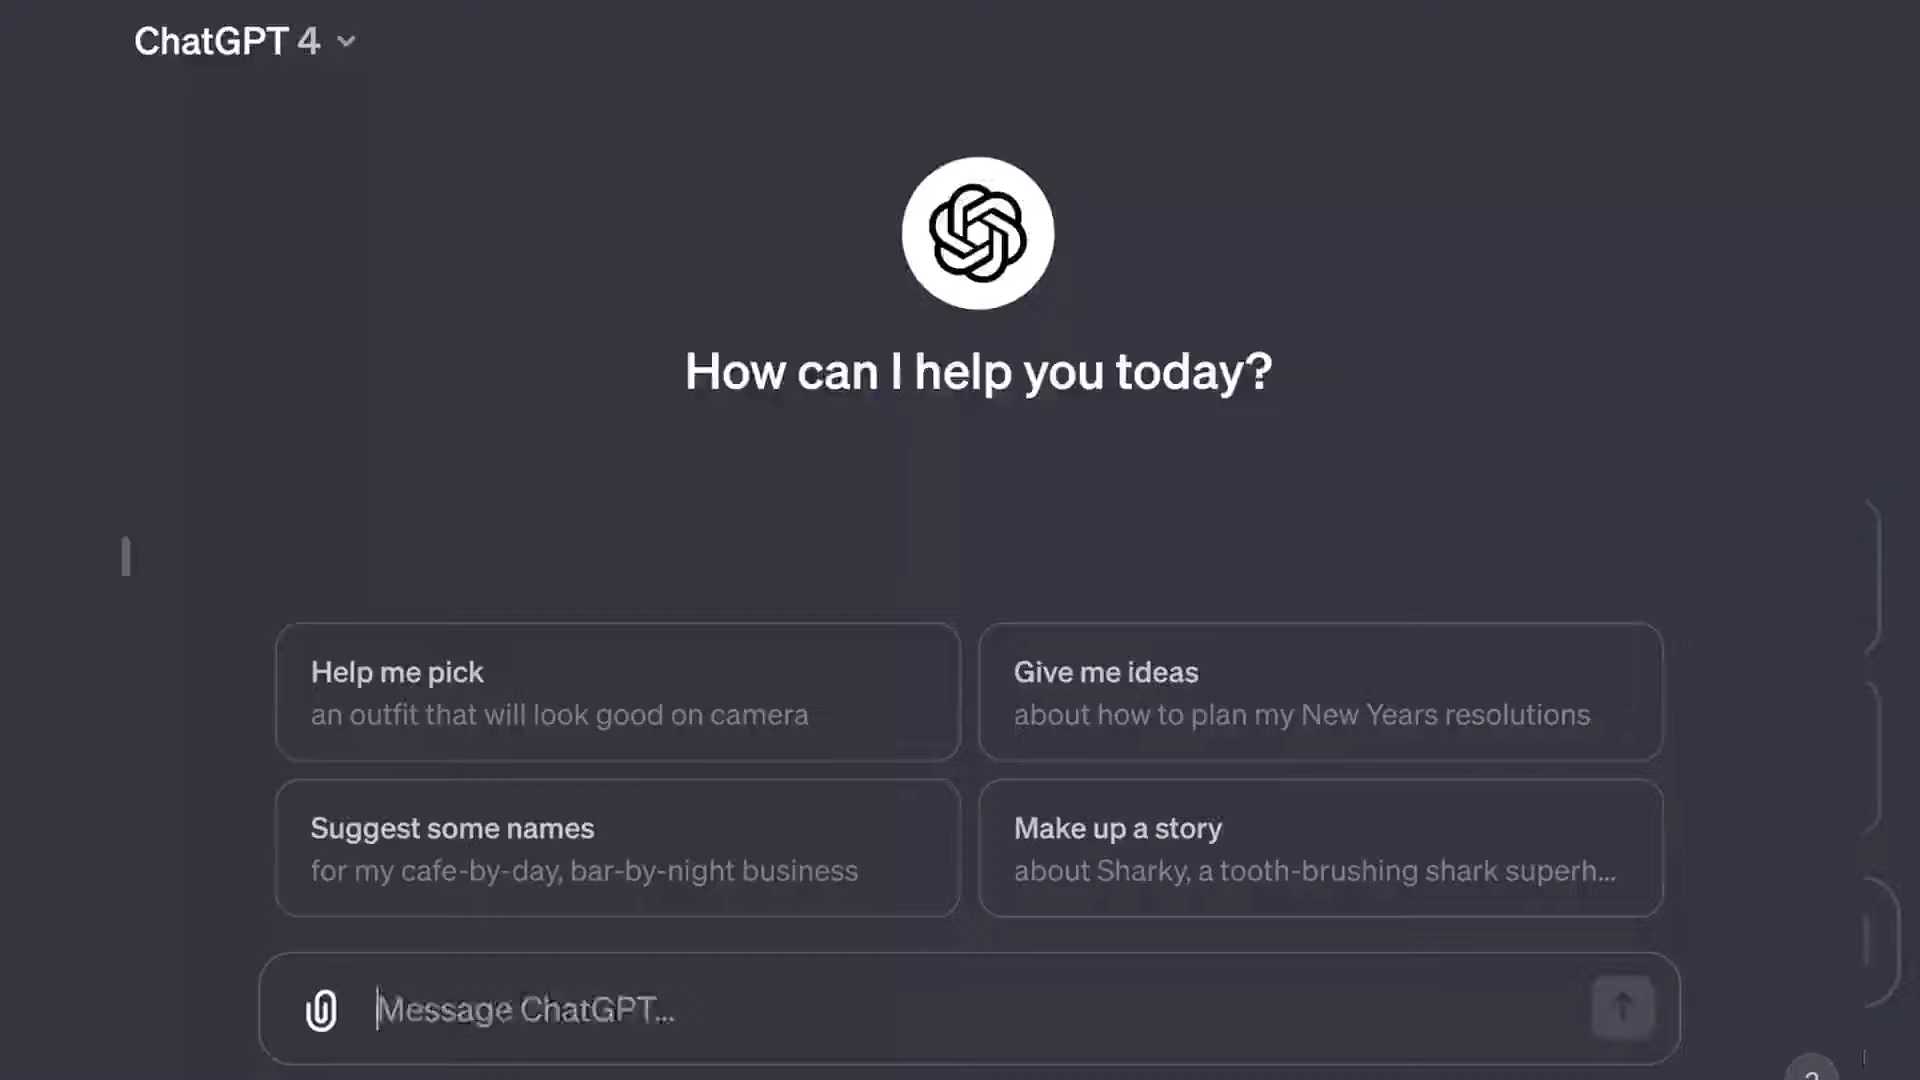 ChatGPT 4
How can I help you today?
Help me pick
an outfit that will look good on camera
Give me ideas
about how to plan my New Years resolutions
Suggest some names
for my cafe-by-day, bar-by-night business
Make up a story
about Sharky, a tooth-brushing shark superh...
Message ChatGPT...
?